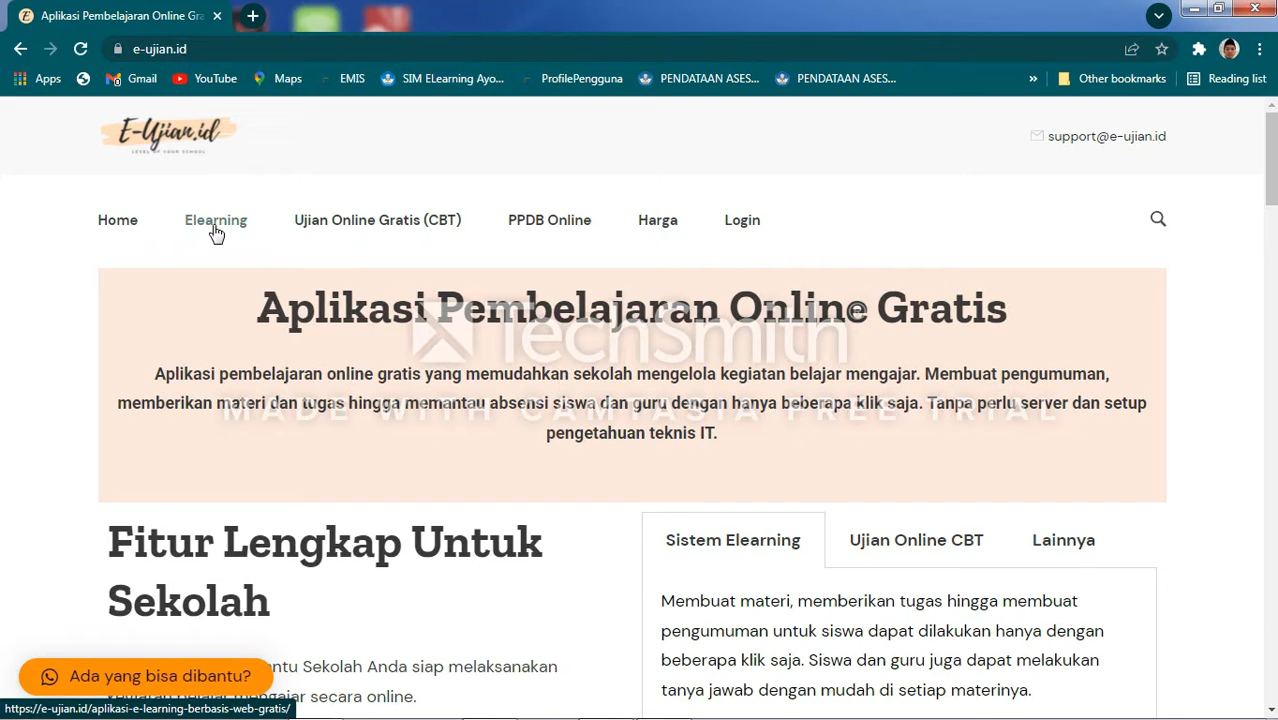 Aplikasi Pembelajaran Online Gra
e-ujian.id
Apps
Gmail
YouTube
Maps
EMIS
SIM ELearning Ayo...
ProfilePengguna
PENDATAAN ASES...
PENDATAAN ASES...
»
Other bookmarks
Reading list
E-Ujian.id
LEVEL UP YOUR SCHOOL
support@e-ujian.id
Home
Elearning
Ujian Online Gratis (CBT)
PPDB Online
Harga
Login
Aplikasi Pembelajaran Online Gratis
TechSmith
Aplikasi pembelajaran online gratis yang memudahkan sekolah mengelola kegiatan belajar mengajar. Membuat pengumuman,
memberikan materi dan tugas hingga memantau absensi siswa dan guru dengan hanya beberapa klik saja. Tanpa perlu server dan setup
MADE WITH CAMTASIA FREE TRIAL
pengetahuan teknis IT.
Fitur Lengkap Untuk
Sekolah
Sistem Elearning
Ujian Online CBT
Lainnya
Membuat materi, memberikan tugas hingga membuat
pengumuman untuk siswa dapat dilakukan hanya dengan
beberapa klik saja. Siswa dan guru juga dapat melakukan
tanya jawab dengan mudah di setiap materinya.
ntu Sekolah Anda siap melaksanakan
kegiatan belajar mengajar secara online.
Ada yang bisa dibantu?
https://e-ujian.id/aplikasi-e-learning-berbasis-web-gratis/